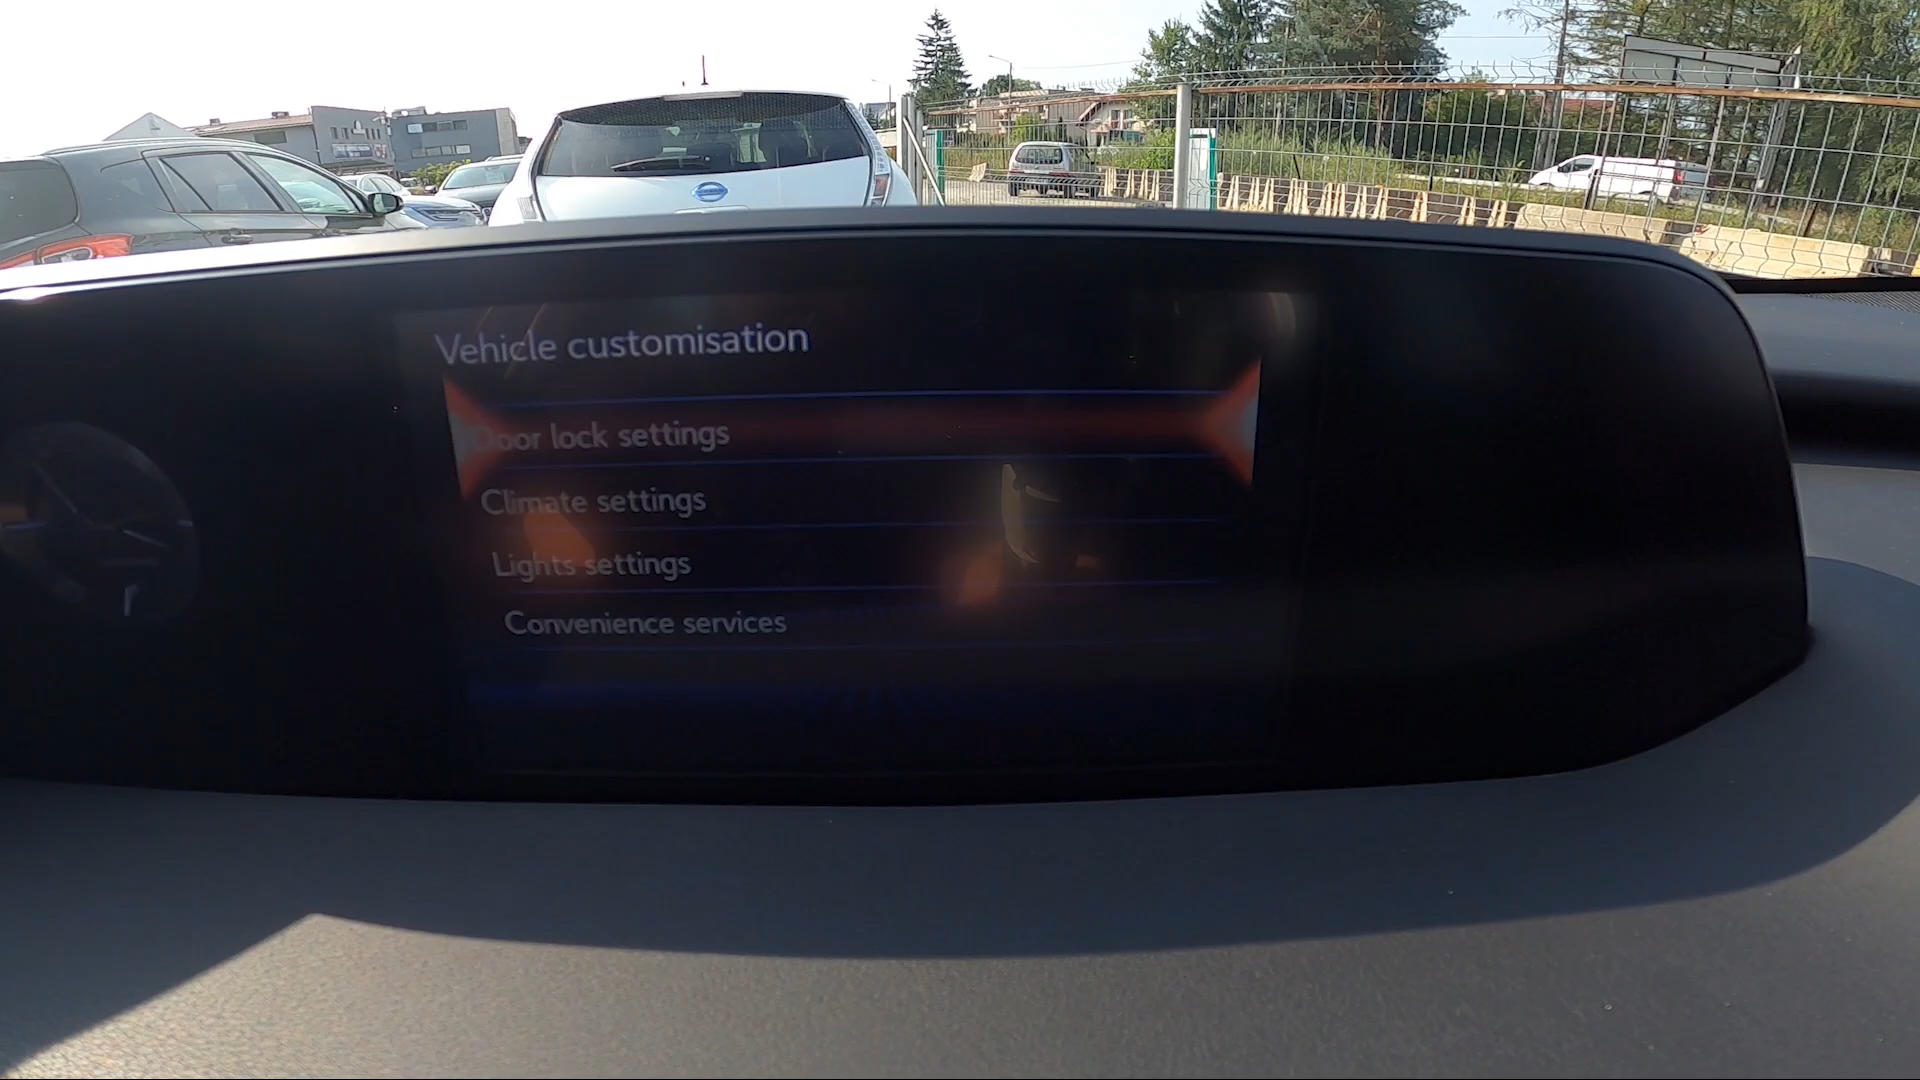 Vehicle customisation
Door lock settings
Climate settings
Lights settings
Convenience services